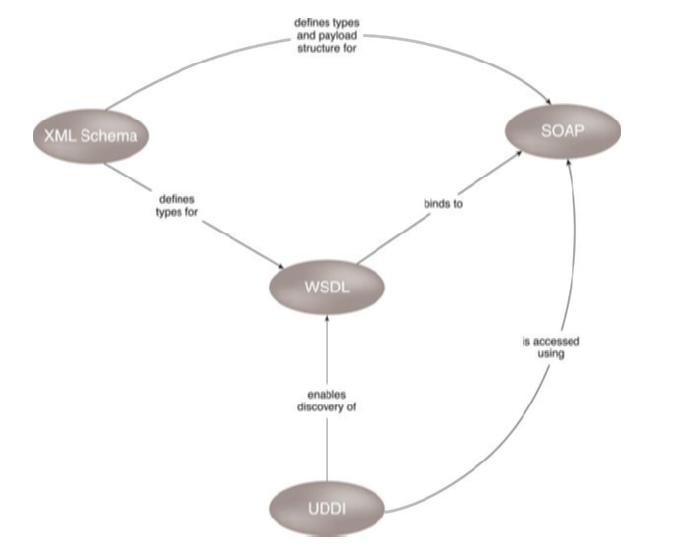 defines types
and payload
structure for
XML Schema
SOAP
defines
types for
binds to
WSDL
is accessed
using
enables
discovery of
UDDI